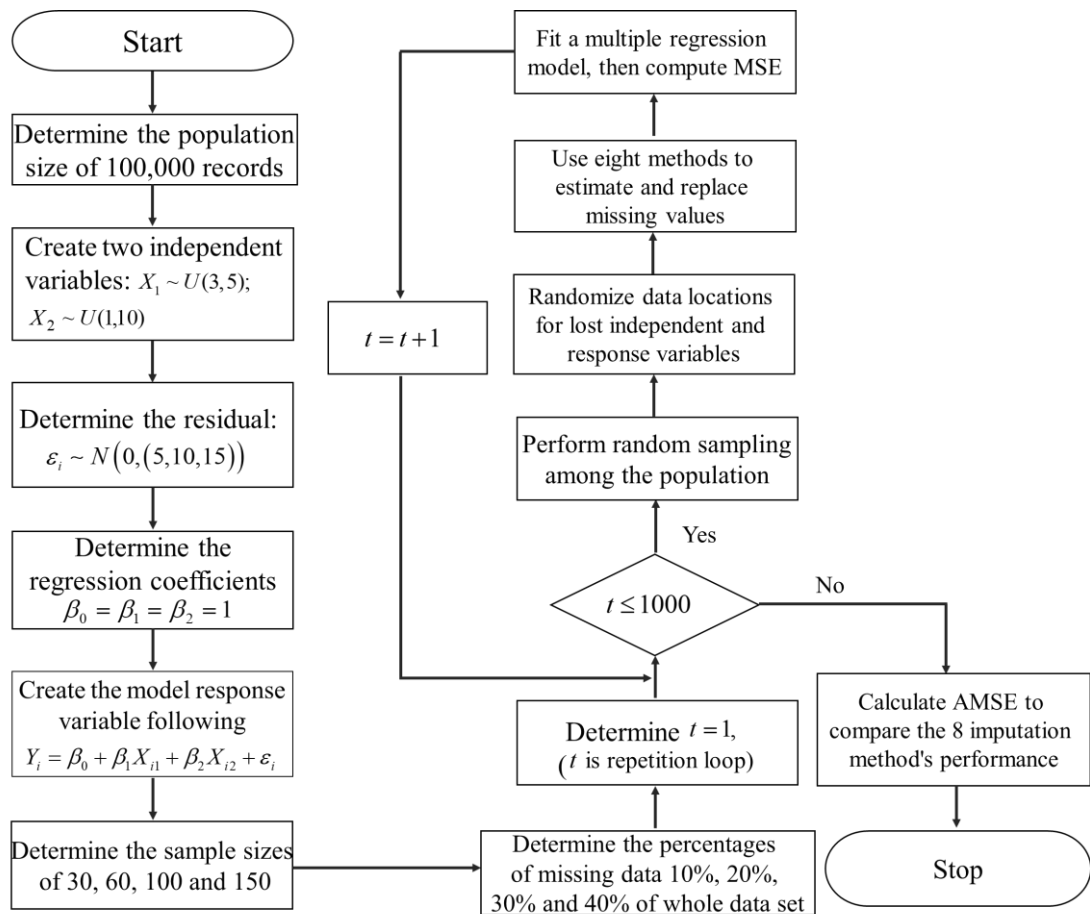 Start
Determine the population
size of 100,000 records
Create two independent
variables: X₁ ~ U(3,5);
X₂ ~ U(1,10)
Determine the residual:
εᵢ ~ N(0,(5,10,15))
Determine the
regression coefficients
β₀ = β₁ = β₂ = 1
Create the model response
variable following
Yᵢ = β₀ + β₁Xᵢ₁ + β₂Xᵢ₂ + εᵢ
Determine the sample sizes
of 30, 60, 100 and 150
Determine the percentages
of missing data 10%, 20%,
30% and 40% of whole data set
Determine t = 1,
(t is repetition loop)
t ≤ 1000
Yes
No
Perform random sampling
among the population
Randomize data locations
for lost independent and
response variables
Use eight methods to
estimate and replace
missing values
Fit a multiple regression
model, then compute MSE
t = t + 1
Calculate AMSE to
compare the 8 imputation
method's performance
Stop